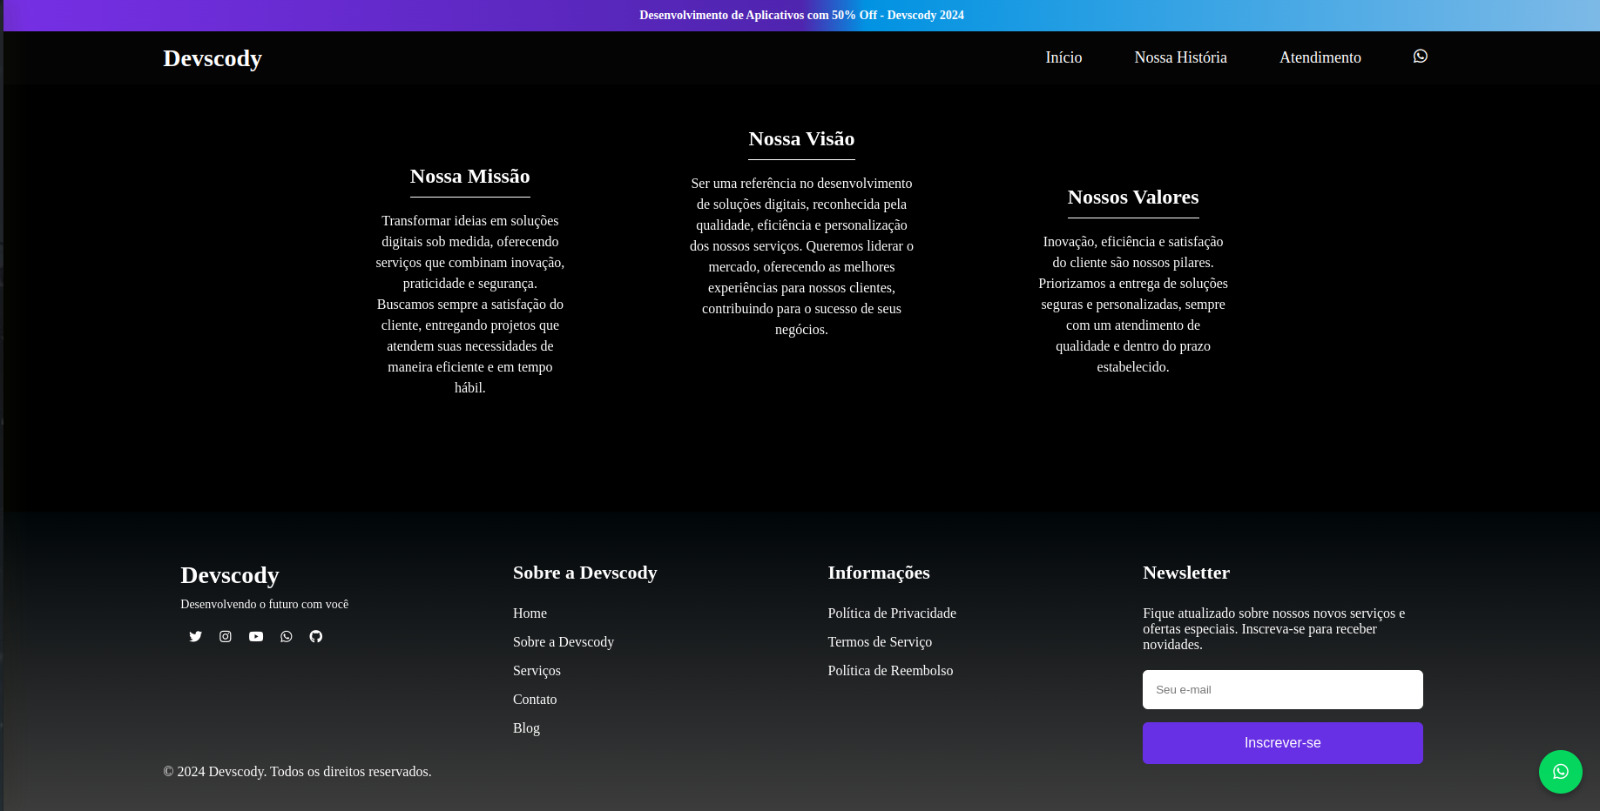 Desenvolvimento de Aplicativos com 50% Off - Devscody 2024
Devscody
Início
Nossa História
Atendimento
Nossa Missão
Transformar ideias em soluções
digitais sob medida, oferecendo
serviços que combinam inovação,
praticidade e segurança.
Buscamos sempre a satisfação do
cliente, entregando projetos que
atendem suas necessidades de
maneira eficiente e em tempo
hábil.
Nossa Visão
Ser uma referência no desenvolvimento
de soluções digitais, reconhecida pela
qualidade, eficiência e personalização
dos nossos serviços. Queremos liderar o
mercado, oferecendo as melhores
experiências para nossos clientes,
contribuindo para o sucesso de seus
negócios.
Nossos Valores
Inovação, eficiência e satisfação
do cliente são nossos pilares.
Priorizamos a entrega de soluções
seguras e personalizadas, sempre
com um atendimento de
qualidade e dentro do prazo
estabelecido.
Devscody
Desenvolvendo o futuro com você
Sobre a Devscody
Home
Sobre a Devscody
Serviços
Contato
Blog
Informações
Política de Privacidade
Termos de Serviço
Política de Reembolso
Newsletter
Fique atualizado sobre nossos novos serviços e
ofertas especiais. Inscreva-se para receber
novidades.
Seu e-mail
Inscrever-se
© 2024 Devscody. Todos os direitos reservados.